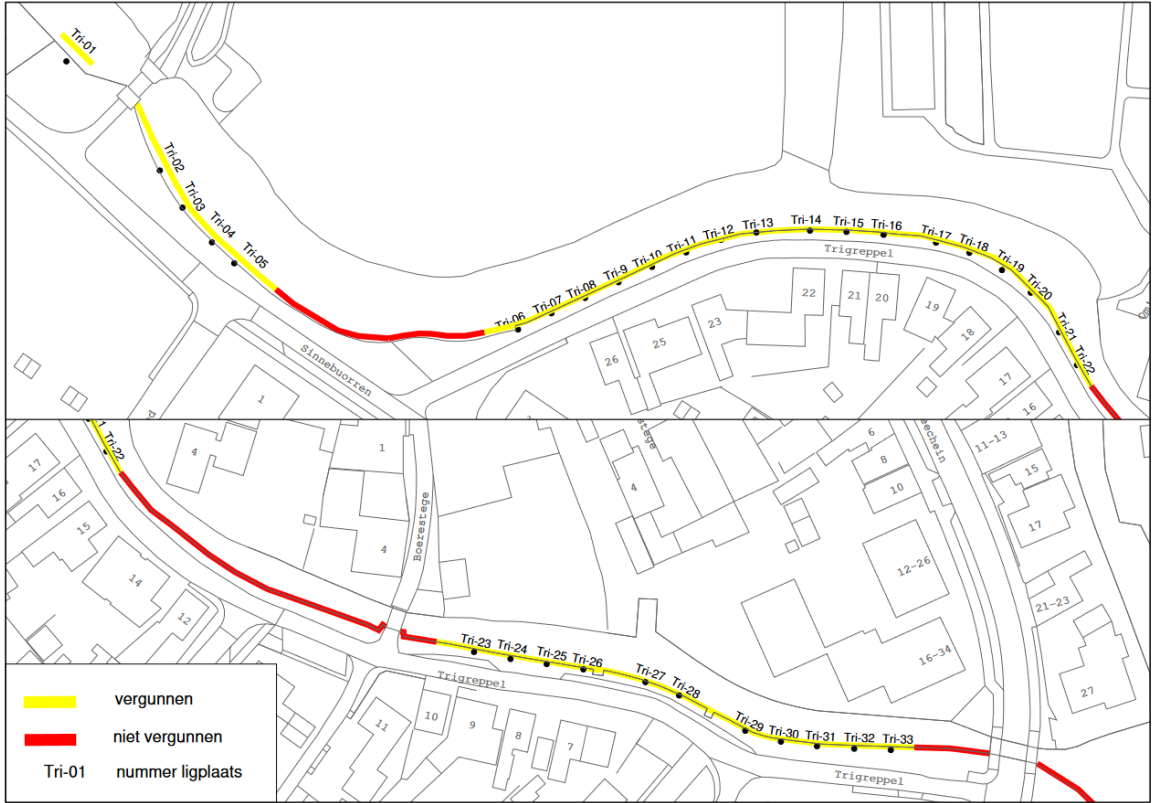 Tri-01
Tri-02
Tri-03
Tri-04
Tri-05
Tri-06
Tri-07
Tri-08
Tri-9
Tri-10
Tri-11
Tri-12
Tri-13
Tri-14
Tri-15
Tri-16
Tri-17
Tri-18
Tri-19
Tri-20
Tri-21
Tri-22
Trigreppel
Sinnebuorren
1
26
25
23
22
21
20
19
18
17
16
Tri-22
17
16
15
14
12
4
1
4
Boerestege
stege
4
6
8
10
echein
11-13
15
17
12-26
21-23
16-34
27
Tri-23
Tri-24
Tri-25
Tri-26
Tri-27
Tri-28
Tri-29
Tri-30
Tri-31
Tri-32
Tri-33
Trigreppel
11
10
9
8
7
Trigreppel
vergunnen
niet vergunnen
Tri-01 nummer ligplaats